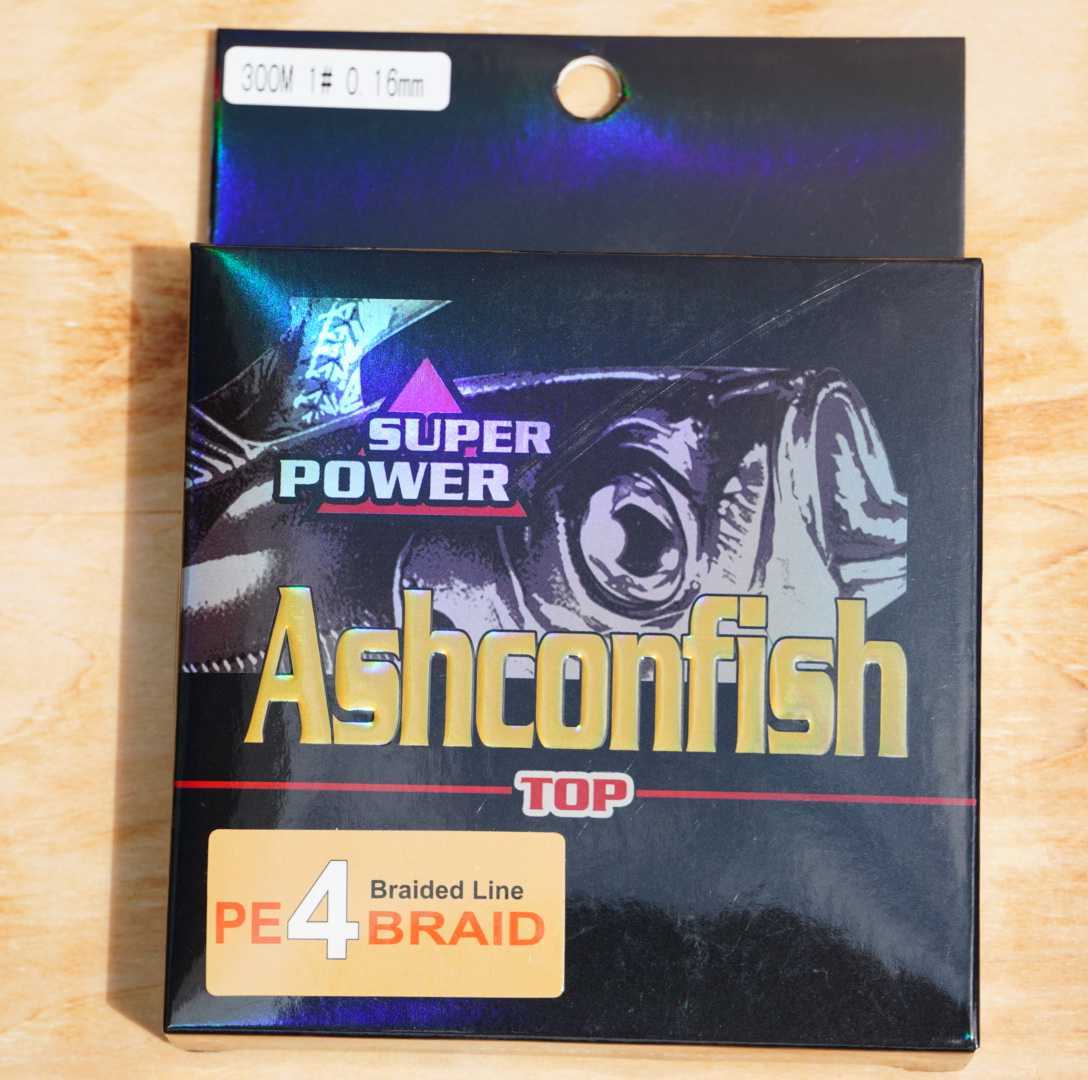 300M 1# 0.16mm
SUPER
POWER
Ashconfish
TOP
Braided Line
PE4BRAID